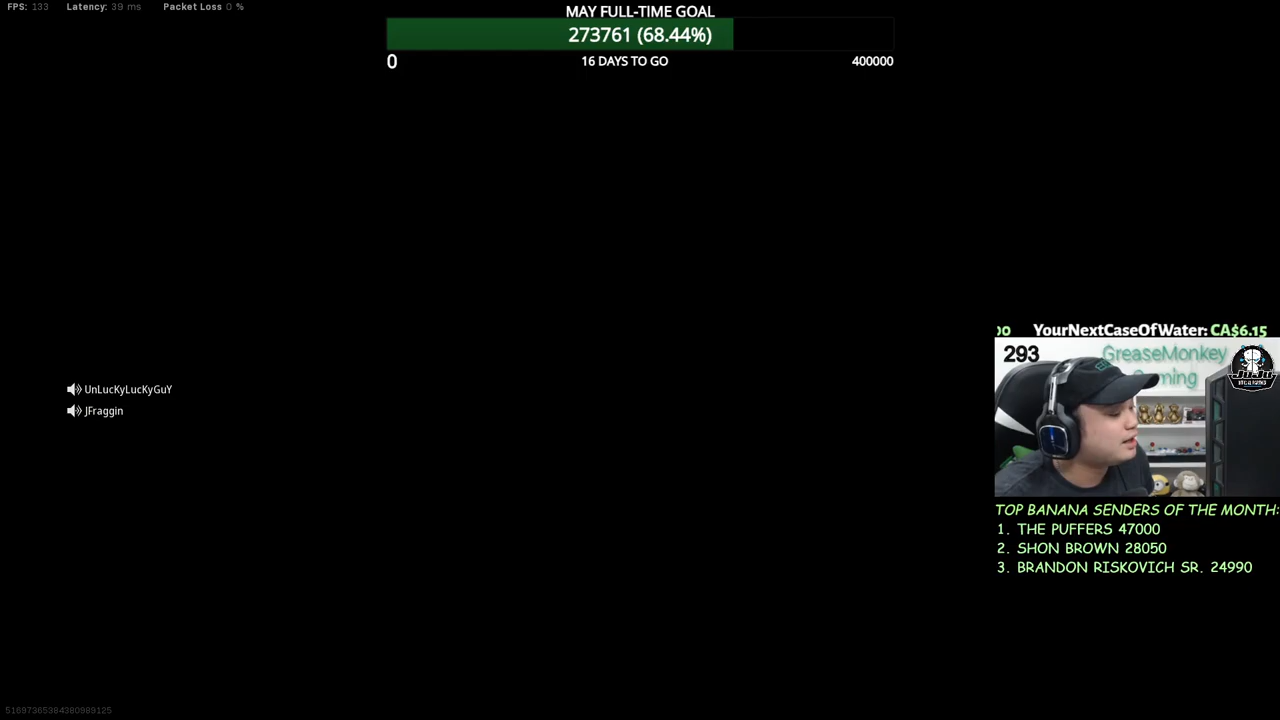 FPS: 133 Latency: 39 ms Packet Loss 0 %
MAY FULL-TIME GOAL
273761 (68.44%)
0 16 DAYS TO GO 400000
YourNextCaseOfWater: CA$6.15
293
GreaseMonkey
UnLucKyLucKyGuY
JFraggin
TOP BANANA SENDERS OF THE MONTH:
1. THE PUFFERS 47000
2. SHON BROWN 28050
3. BRANDON RISKOVICH SR. 24990